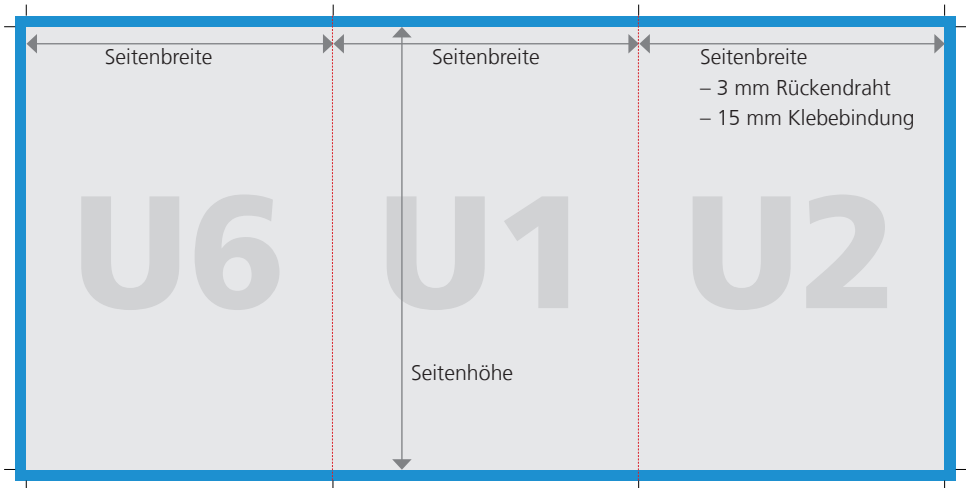 Seitenbreite
Seitenbreite
Seitenbreite
– 3 mm Rückendraht
– 15 mm Klebebindung
U6
U1
U2
Seitenhöhe